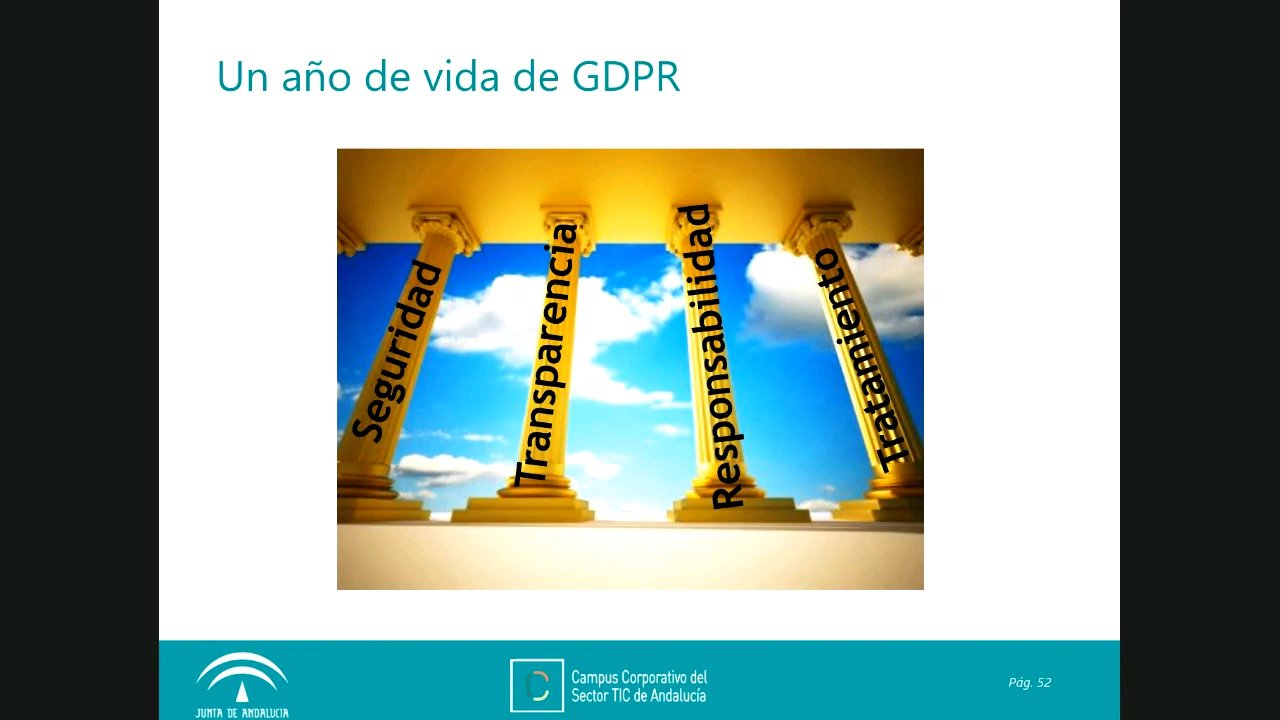 Un año de vida de GDPR
Seguridad
Transparencia
Responsabilidad
Tratamiento
JUNTA DE ANDALUCIA
Campus Corporativo del
Sector TIC de Andalucía
Pág. 52